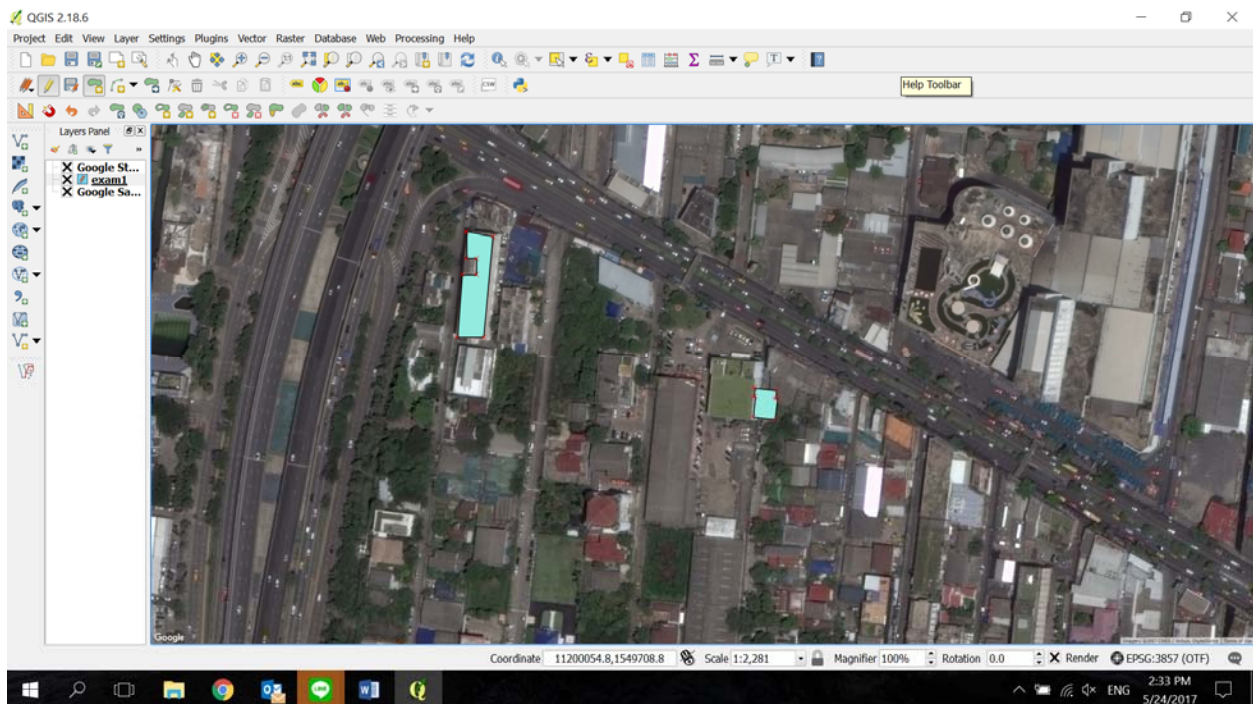 QGIS 2.18.6
Project Edit View Layer Settings Plugins Vector Raster Database Web Processing Help
Help Toolbar
Layers Panel
Google St...
exam1
Google Sa...
Google
Coordinate 11200054.8,1549708.8 Scale 1:2,281 Magnifier 100% Rotation 0.0 Render EPSG:3857 (OTF)
LINE
ENG
2:33 PM
5/24/2017